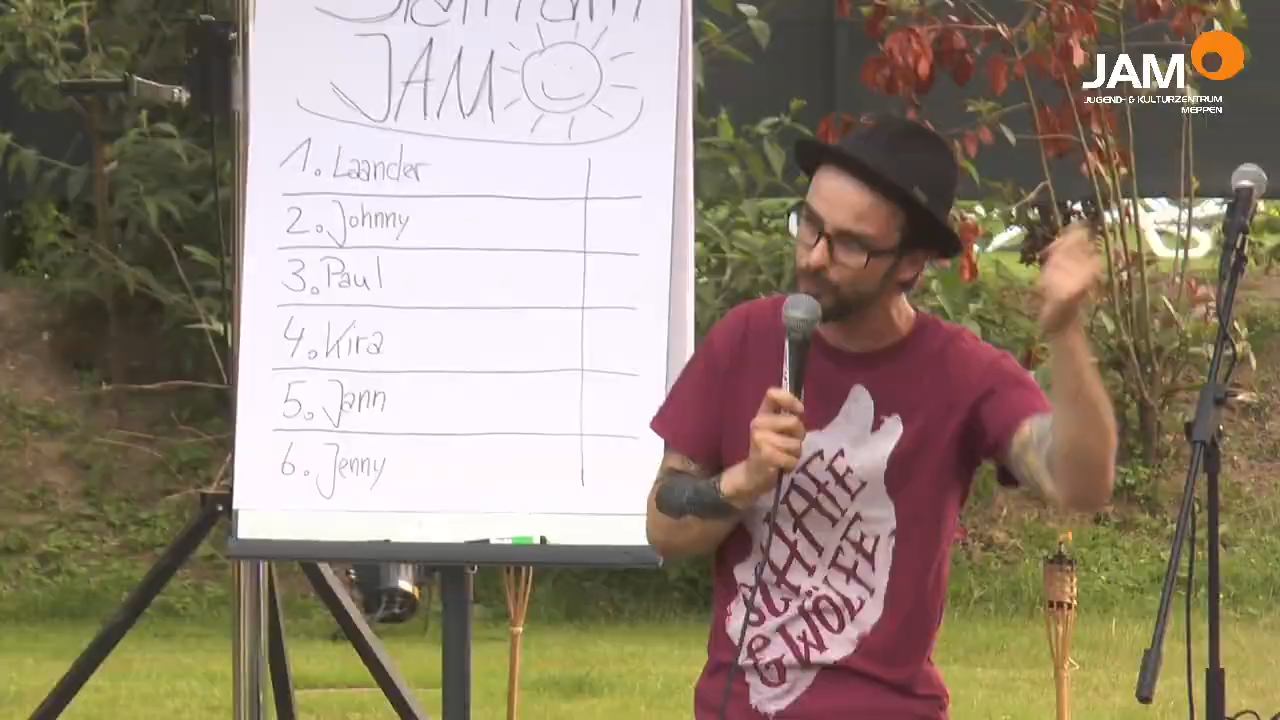 JAM
JAM
JUGEND- & KULTURZENTRUM
MEPPEN
1. Laander
2. Johnny
3. Paul
4. Kira
5. Jann
6. Jenny
SCHAFE
& WÖLFE